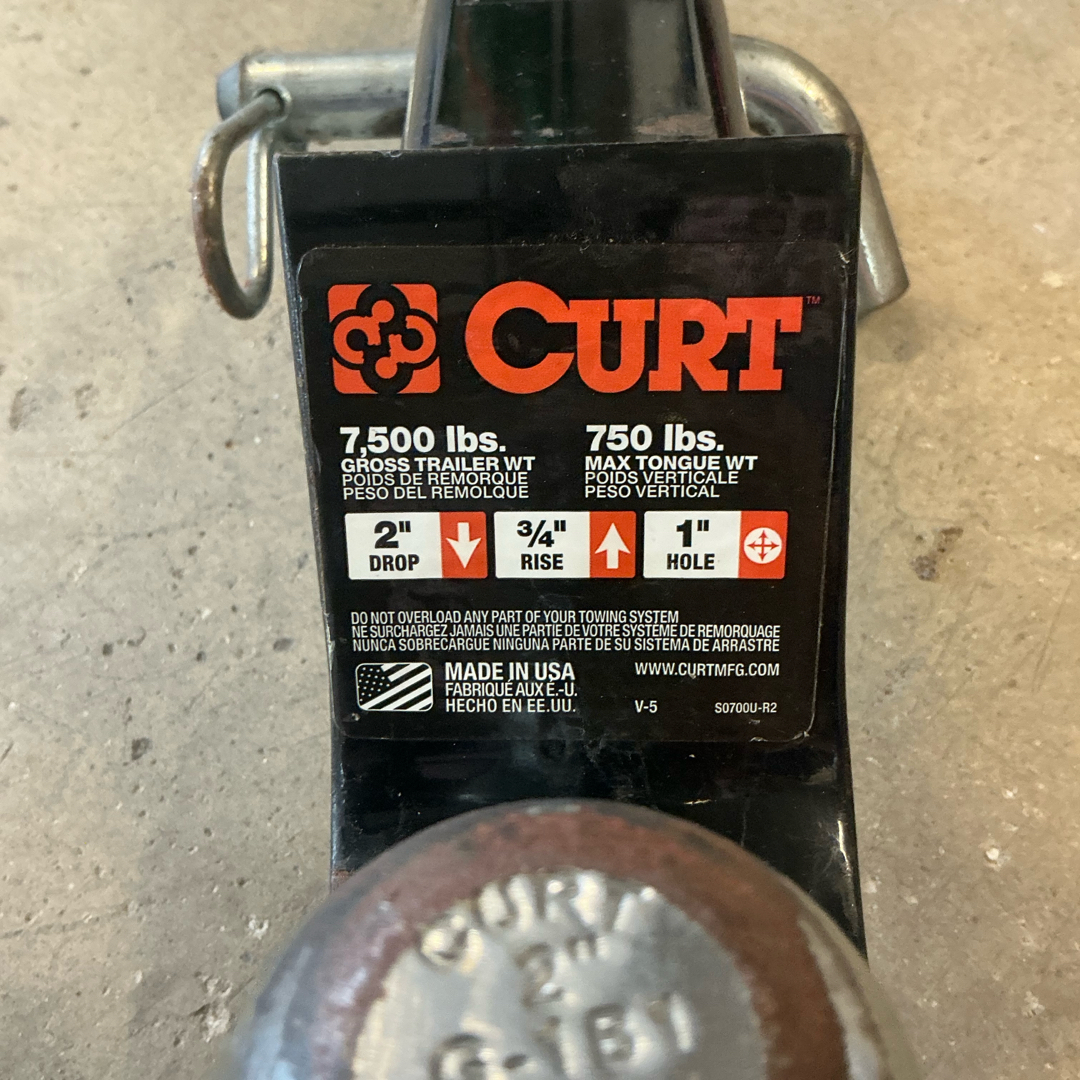 CURT™
7,500 lbs.
GROSS TRAILER WT
POIDS DE REMORQUE
PESO DEL REMOLQUE
750 lbs.
MAX TONGUE WT
POIDS VERTICALE
PESO VERTICAL
2"
DROP
3/4"
RISE
1"
HOLE
DO NOT OVERLOAD ANY PART OF YOUR TOWING SYSTEM
NE SURCHARGEZ JAMAIS UNE PARTIE DE VOTRE SYSTÈME DE REMORQUAGE
NUNCA SOBRECARGUE NINGUNA PARTE DE SU SISTEMA DE ARRASTRE
MADE IN USA
FABRIQUÉ AUX É.-U.
HECHO EN EE.UU.
WWW.CURTMFG.COM
V-5 S0700U-R2
CURT
2"